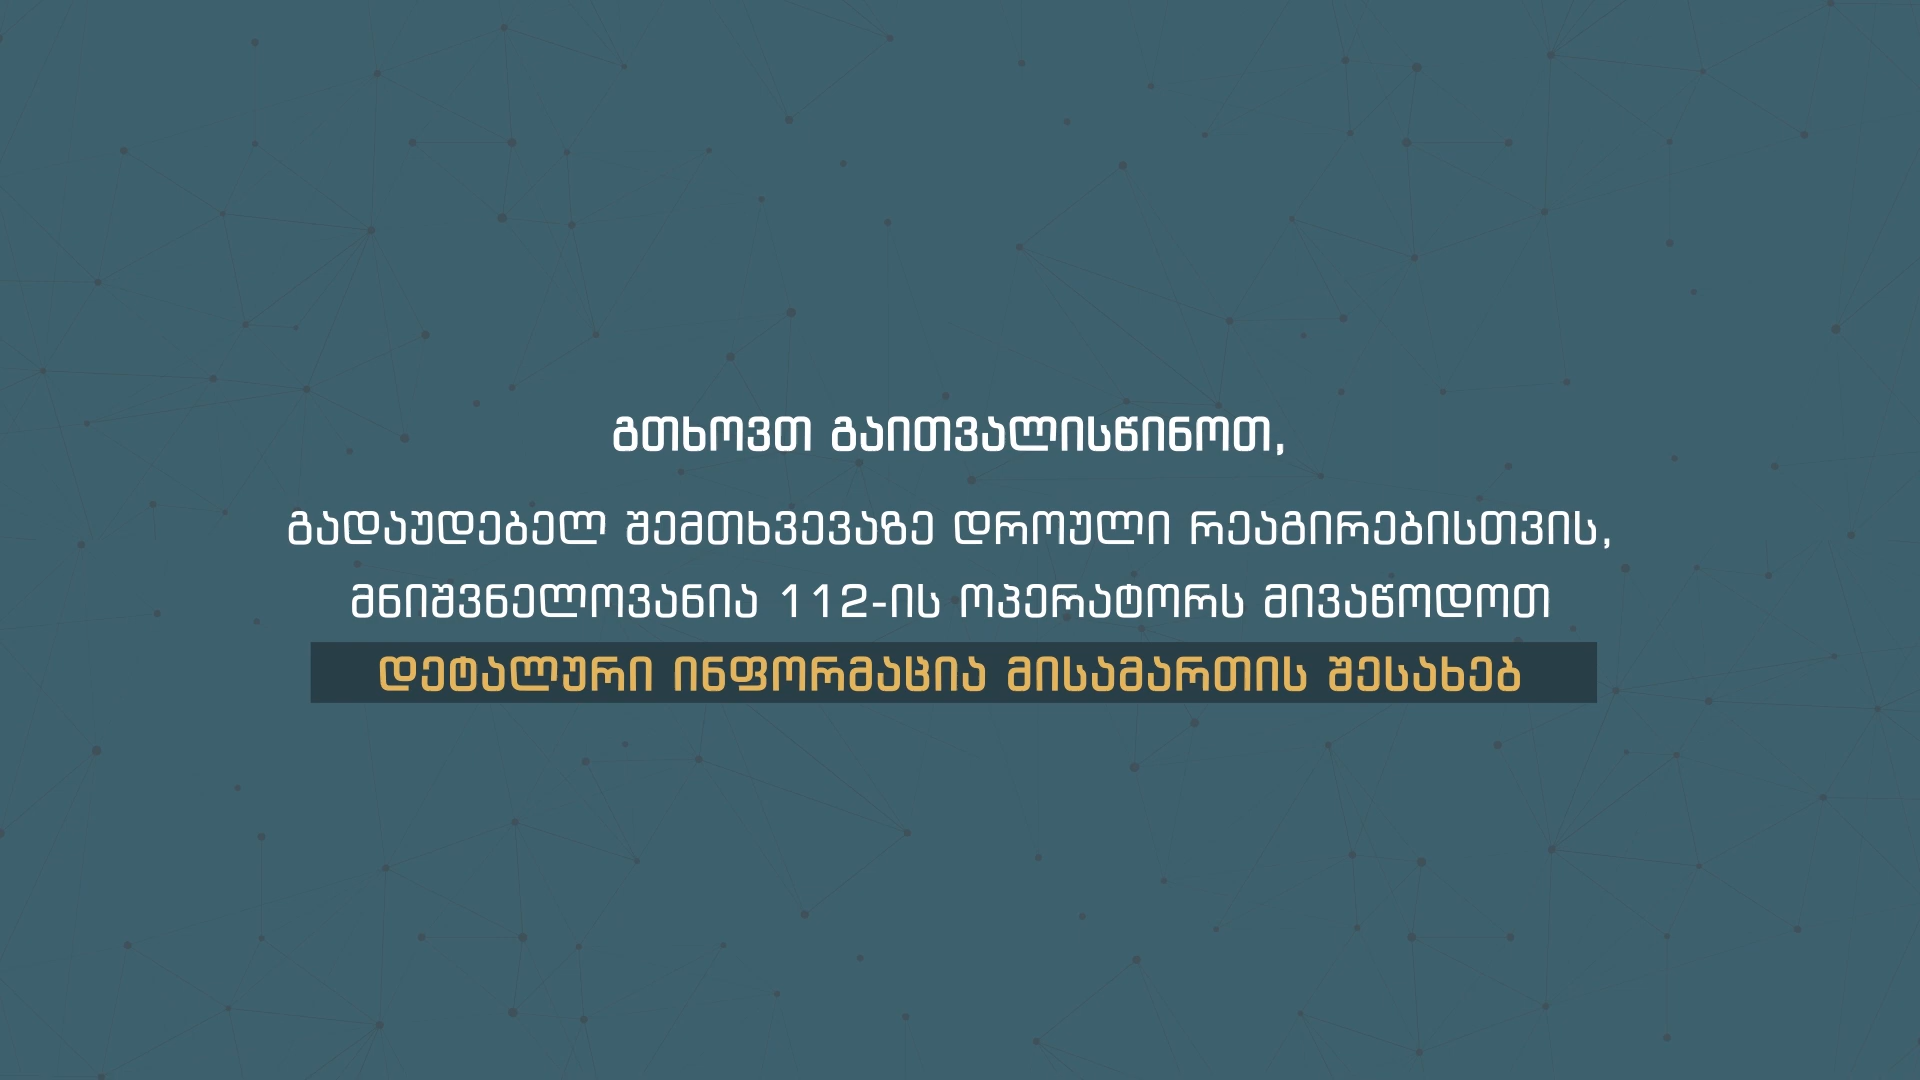 გთხოვთ გაითვალისწინოთ,
გადაუდებელ შემთხვევაზე დროული რეაგირებისთვის,
მნიშვნელოვანია 112-ის ოპერატორს მივაწოდოთ
დეტალური ინფორმაცია მისამართის შესახებ